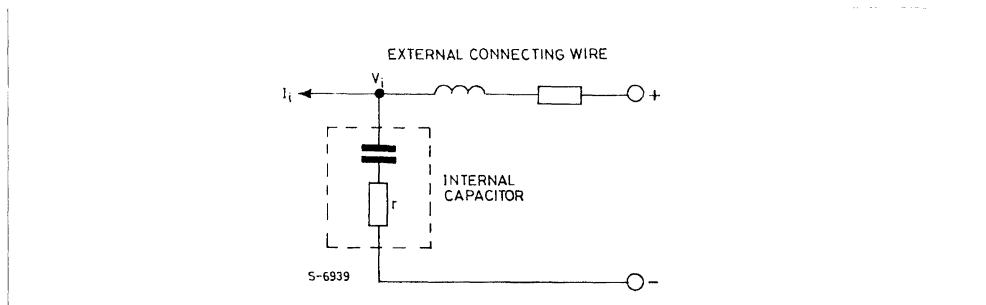 EXTERNAL CONNECTING WIRE
Vi
Ii
+
INTERNAL
CAPACITOR
r
S-6939
-